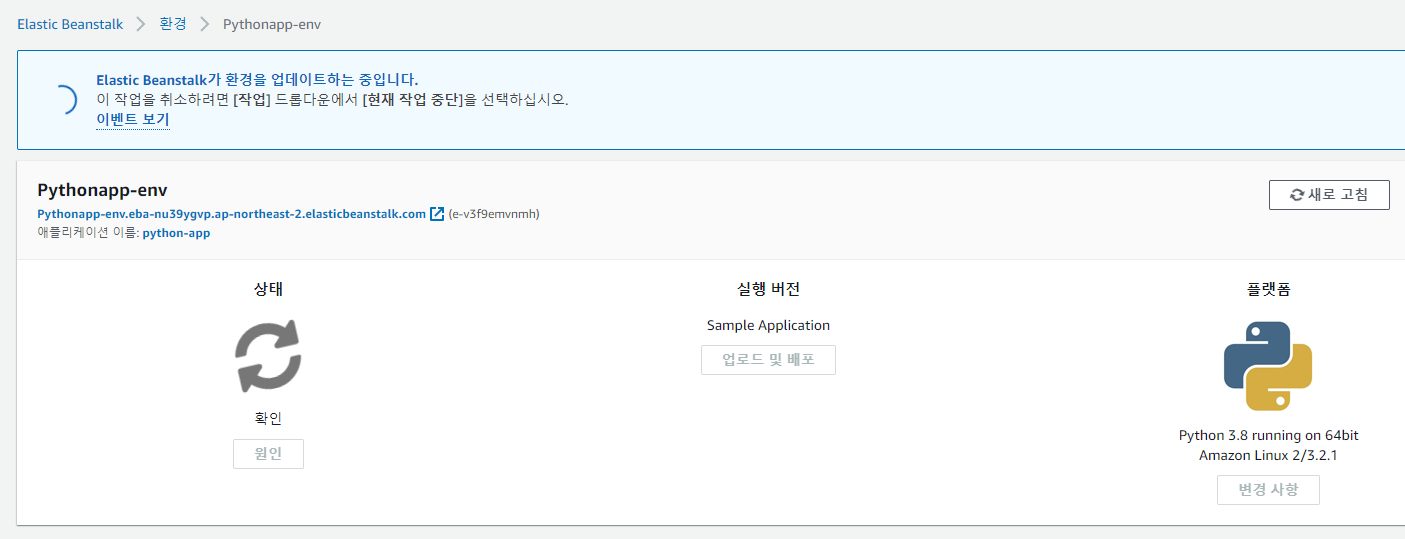 Elastic Beanstalk > 환경 > Pythonapp-env
Elastic Beanstalk가 환경을 업데이트하는 중입니다.
이 작업을 취소하려면 [작업] 드롭다운에서 [현재 작업 중단]을 선택하십시오.
이벤트 보기
Pythonapp-env
새로 고침
Pythonapp-env.eba-nu39ygvp.ap-northeast-2.elasticbeanstalk.com (e-v3f9emvnmh)
애플리케이션 이름: python-app
상태
실행 버전
플랫폼
Sample Application
업로드 및 배포
확인
원인
Python 3.8 running on 64bit
Amazon Linux 2/3.2.1
변경 사항